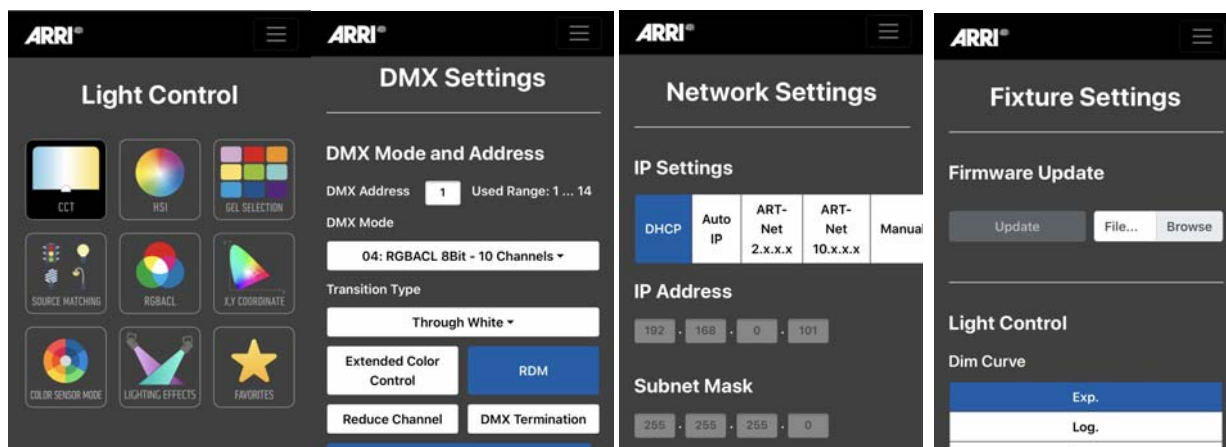 ARRI
Light Control
CCT
HSI
GEL SELECTION
SOURCE MATCHING
RGBACL
X,Y COORDINATE
COLOR SENSOR MODE
LIGHTING EFFECTS
FAVORITES
ARRI
DMX Settings
DMX Mode and Address
DMX Address 1 Used Range: 1 ... 14
DMX Mode
04: RGBACL 8Bit - 10 Channels
Transition Type
Through White
Extended Color
Control
RDM
Reduce Channel
DMX Termination
ARRI
Network Settings
IP Settings
DHCP
Auto
IP
ART-
Net
2.x.x.x
ART-
Net
10.x.x.x
Manual
IP Address
192 . 168 . 0 . 101
Subnet Mask
255 . 255 . 255 . 0
ARRI
Fixture Settings
Firmware Update
Update File... Browse
Light Control
Dim Curve
Exp.
Log.